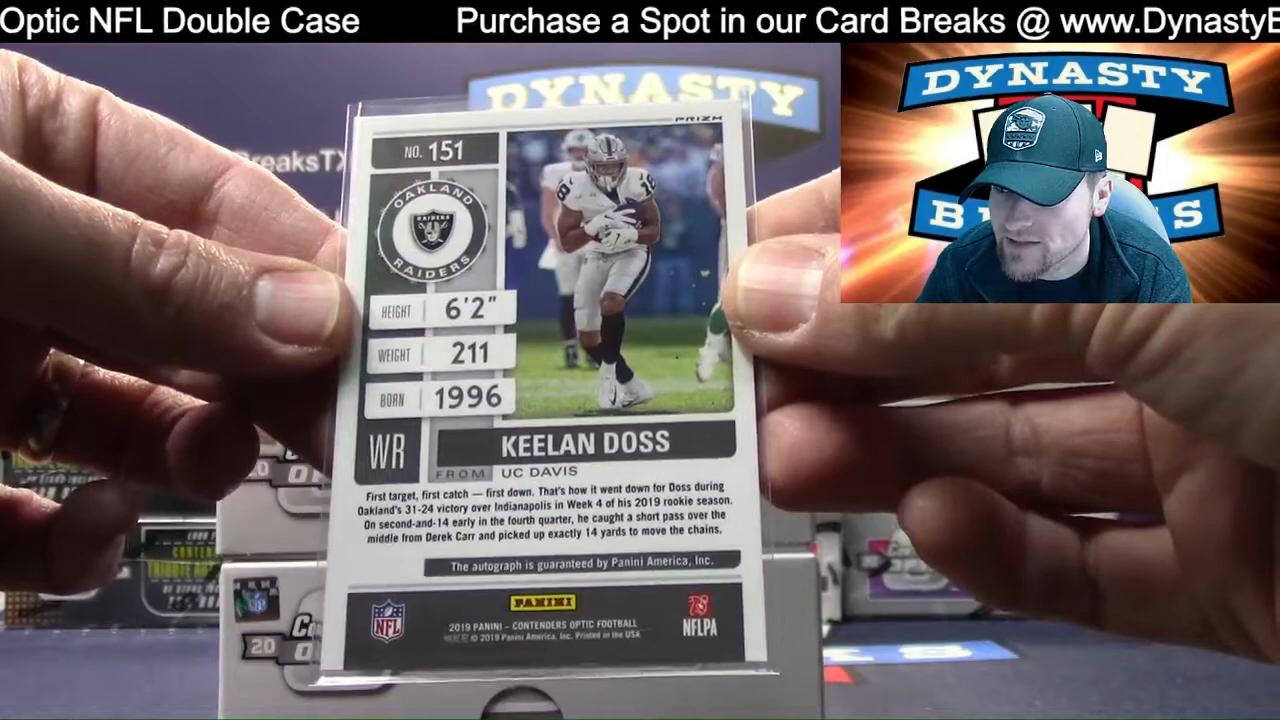 Optic NFL Double Case
Purchase a Spot in our Card Breaks @ www.DynastyB
DYNASTY
BreaksTX
PRIZM
NO. 151
OAKLAND
RAIDERS
RAIDERS
HEIGHT 6'2"
WEIGHT 211
BORN 1996
WR KEELAN DOSS
FROM UC DAVIS
First target, first catch — first down. That's how it went down for Doss during
Oakland's 31-24 victory over Indianapolis in Week 4 of his 2019 rookie season.
On second-and-14 early in the fourth quarter, he caught a short pass over the
middle from Derek Carr and picked up exactly 14 yards to move the chains.
The autograph is guaranteed by Panini America, Inc.
NFL
PANINI
2019 PANINI – CONTENDERS OPTIC FOOTBALL
© 2019 Panini America, Inc. Printed in the USA
NFLPA
DYNASTY
20
20